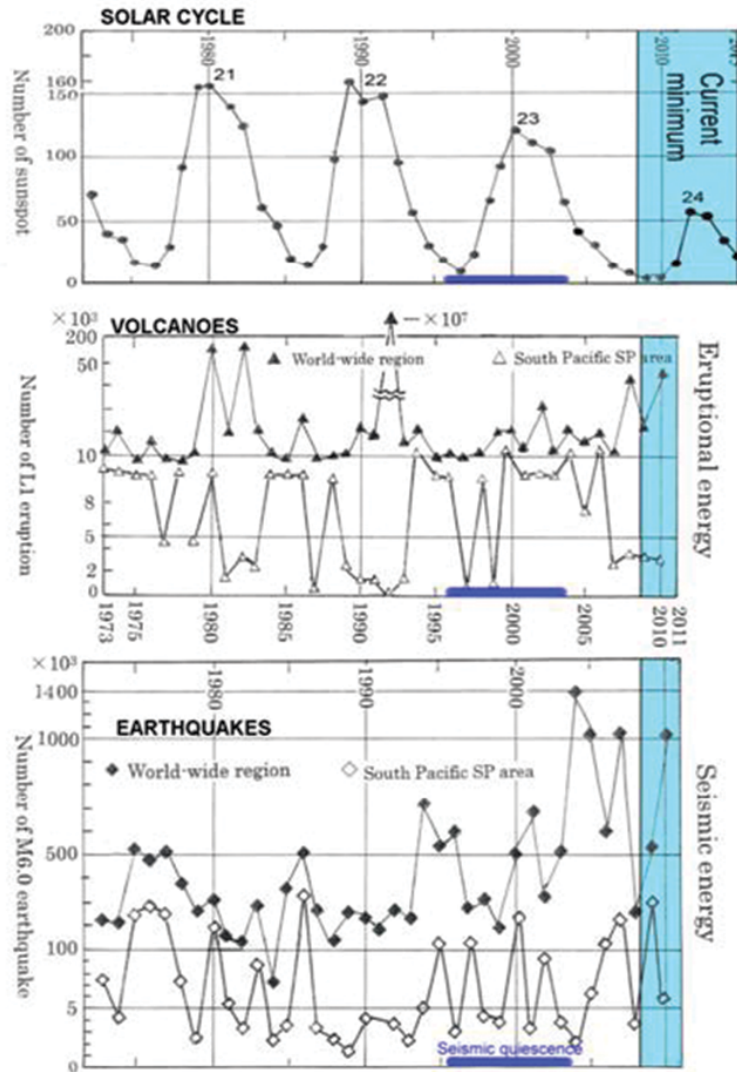 SOLAR CYCLE
200
160
150
100
50
0
Number of sunspot
1980
1990
2000
2010
21
22
23
24
Current
minimum
×10³
VOLCANOES
— ×10⁷
200
50
10
8
5
2
0
Number of L1 eruption
World-wide region
South Pacific SP area
Eruptional energy
1973
1975
1980
1985
1990
1995
2000
2005
2010
2011
×10³
1400
1000
500
100
5
0
Number of M6.0 earthquake
1980
1990
2000
EARTHQUAKES
World-wide region
South Pacific SP area
Seismic energy
Seismic quiescence